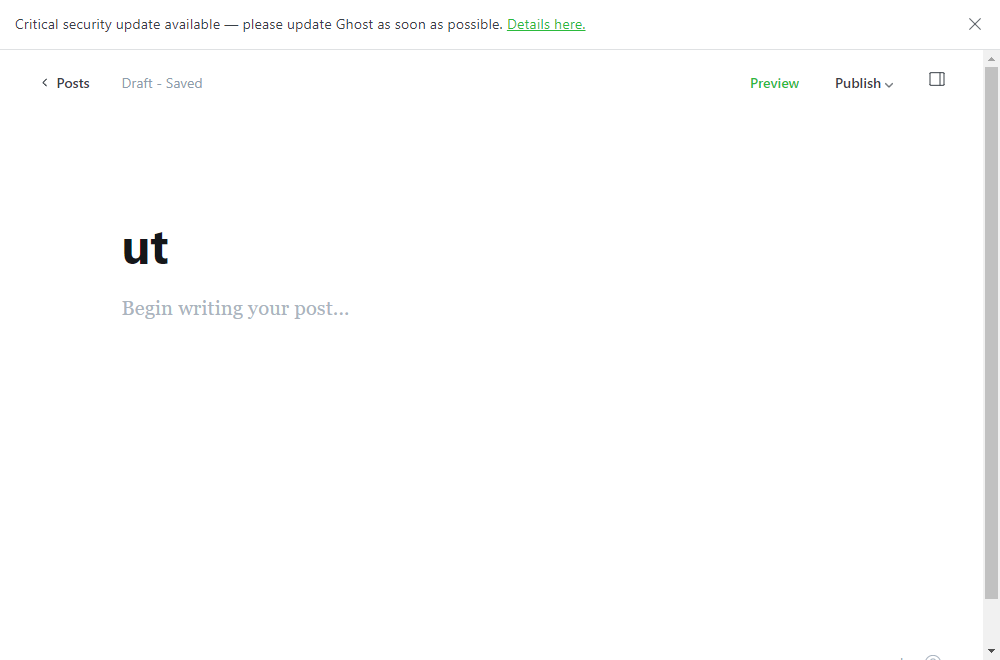 Critical security update available — please update Ghost as soon as possible. Details here.
Posts
Draft - Saved
Preview
Publish
ut
Begin writing your post...